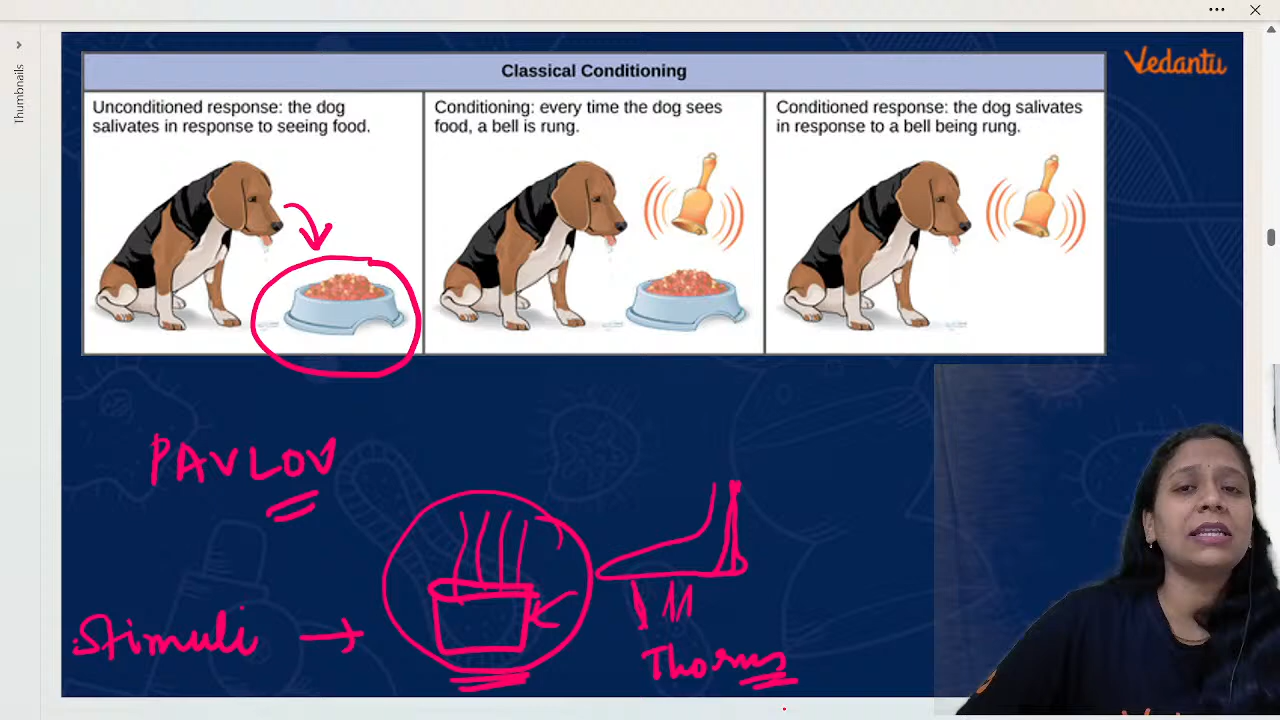 Thumbnails
Vedantu
Classical Conditioning
Unconditioned response: the dog
salivates in response to seeing food.
Conditioning: every time the dog sees
food, a bell is rung.
Conditioned response: the dog salivates
in response to a bell being rung.
PAVLOV
Stimuli →
Thorns